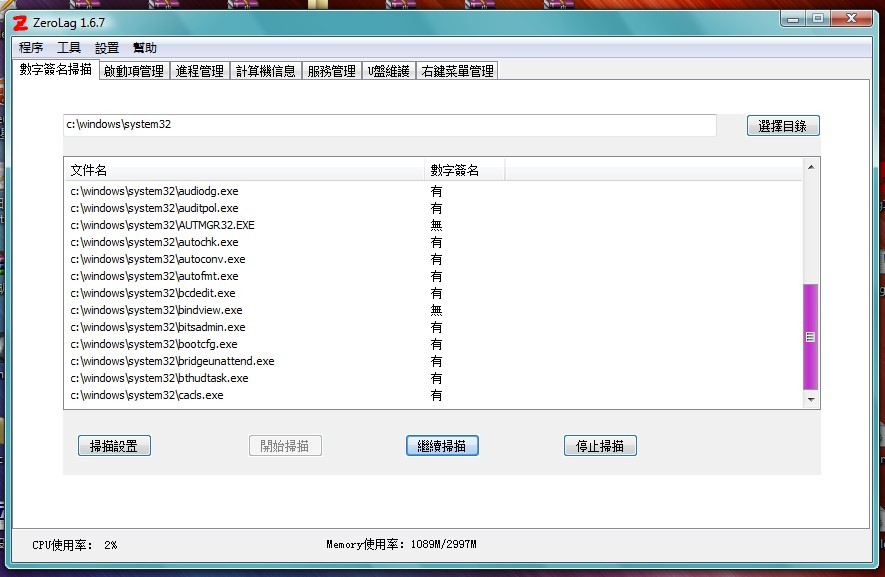 ZeroLag 1.6.7
程序 工具 設置 幫助
數字簽名掃描 啟動項管理 進程管理 計算機信息 服務管理 U盤維護 右鍵菜單管理
c:\windows\system32 選擇目錄
文件名 數字簽名
c:\windows\system32\audiodg.exe 有
c:\windows\system32\auditpol.exe 有
c:\windows\system32\AUTMGR32.EXE 無
c:\windows\system32\autochk.exe 有
c:\windows\system32\autoconv.exe 有
c:\windows\system32\autofmt.exe 有
c:\windows\system32\bcdedit.exe 有
c:\windows\system32\bindview.exe 無
c:\windows\system32\bitsadmin.exe 有
c:\windows\system32\bootcfg.exe 有
c:\windows\system32\bridgeunattend.exe 有
c:\windows\system32\bthudtask.exe 有
c:\windows\system32\cacls.exe 有
掃描設置 開始掃描 繼續掃描 停止掃描
CPU使用率: 2% Memory使用率: 1089M/2997M